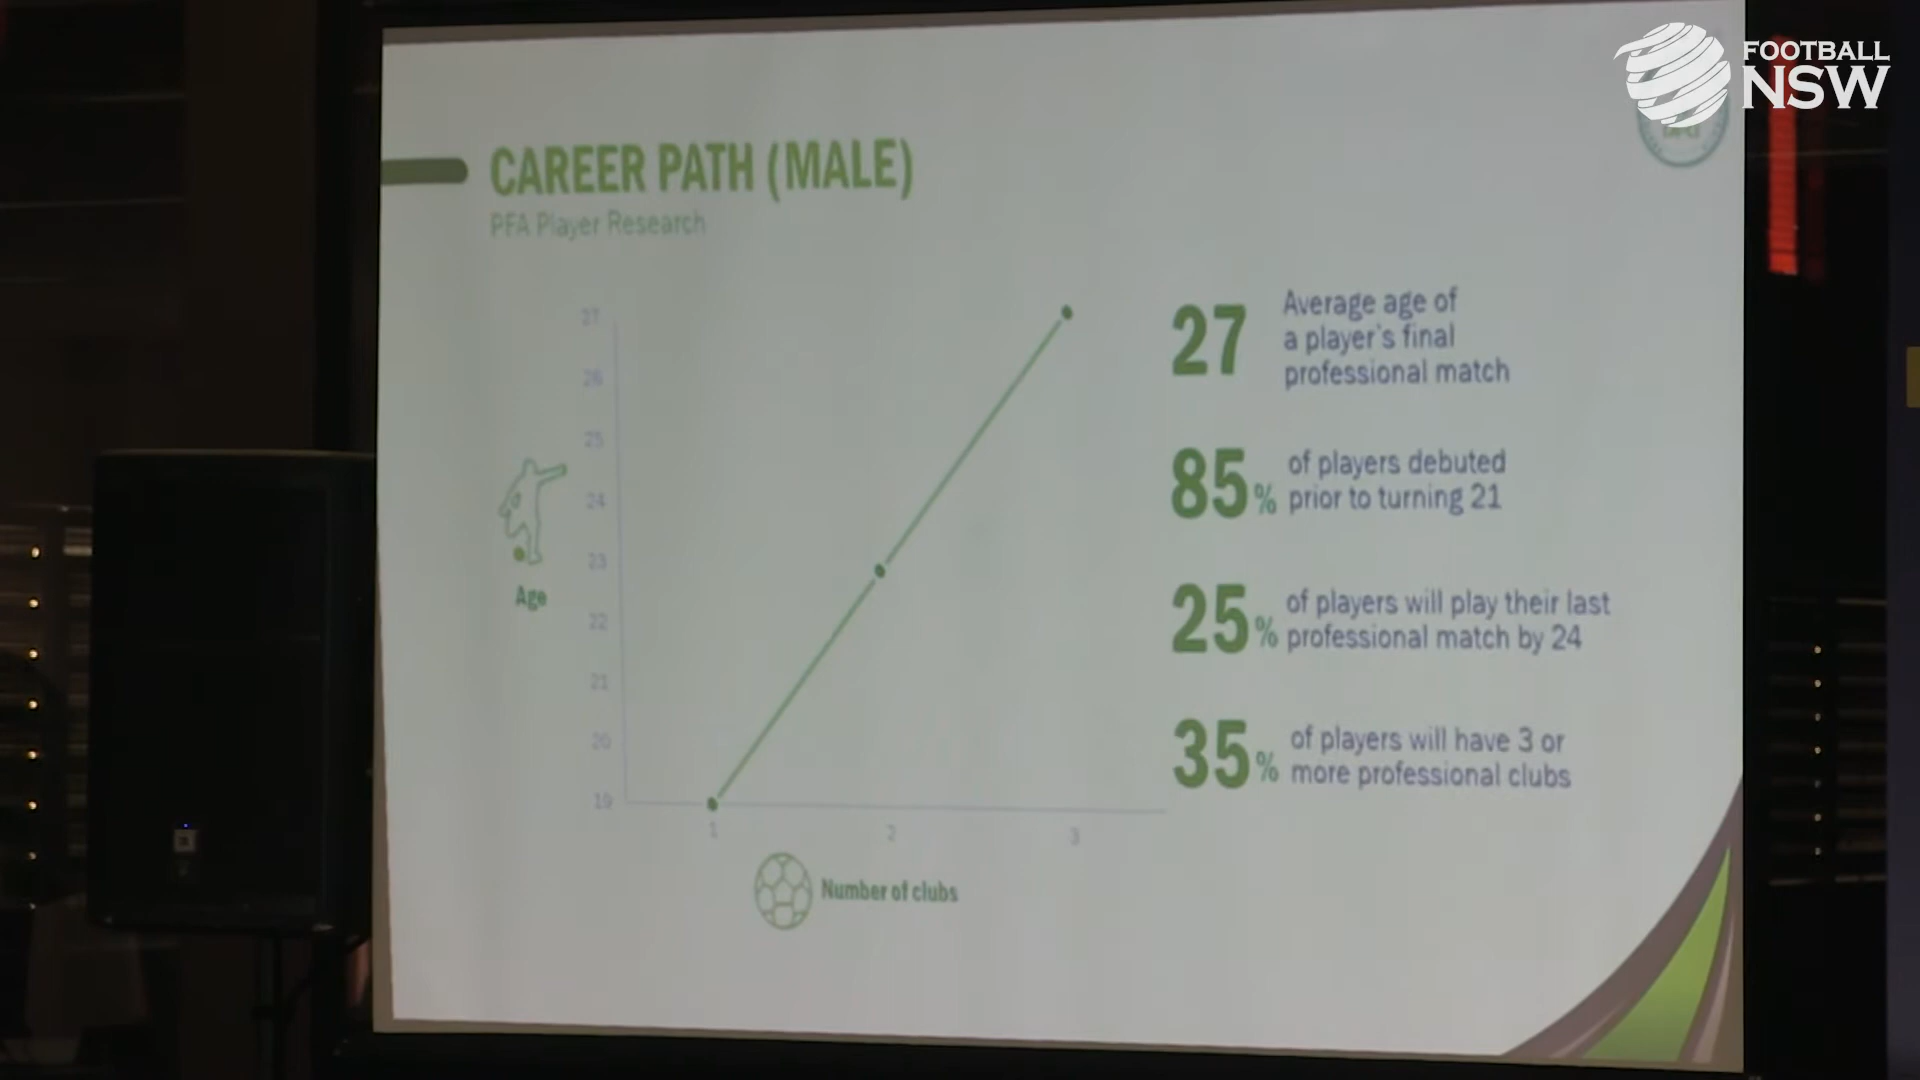 FOOTBALL
NSW
CAREER PATH (MALE)
PFA Player Research
27
26
25
24
23
22
21
20
19
Age
1 2 3
Number of clubs
27 Average age of
a player's final
professional match
85% of players debuted
prior to turning 21
25% of players will play their last
professional match by 24
35% of players will have 3 or
more professional clubs